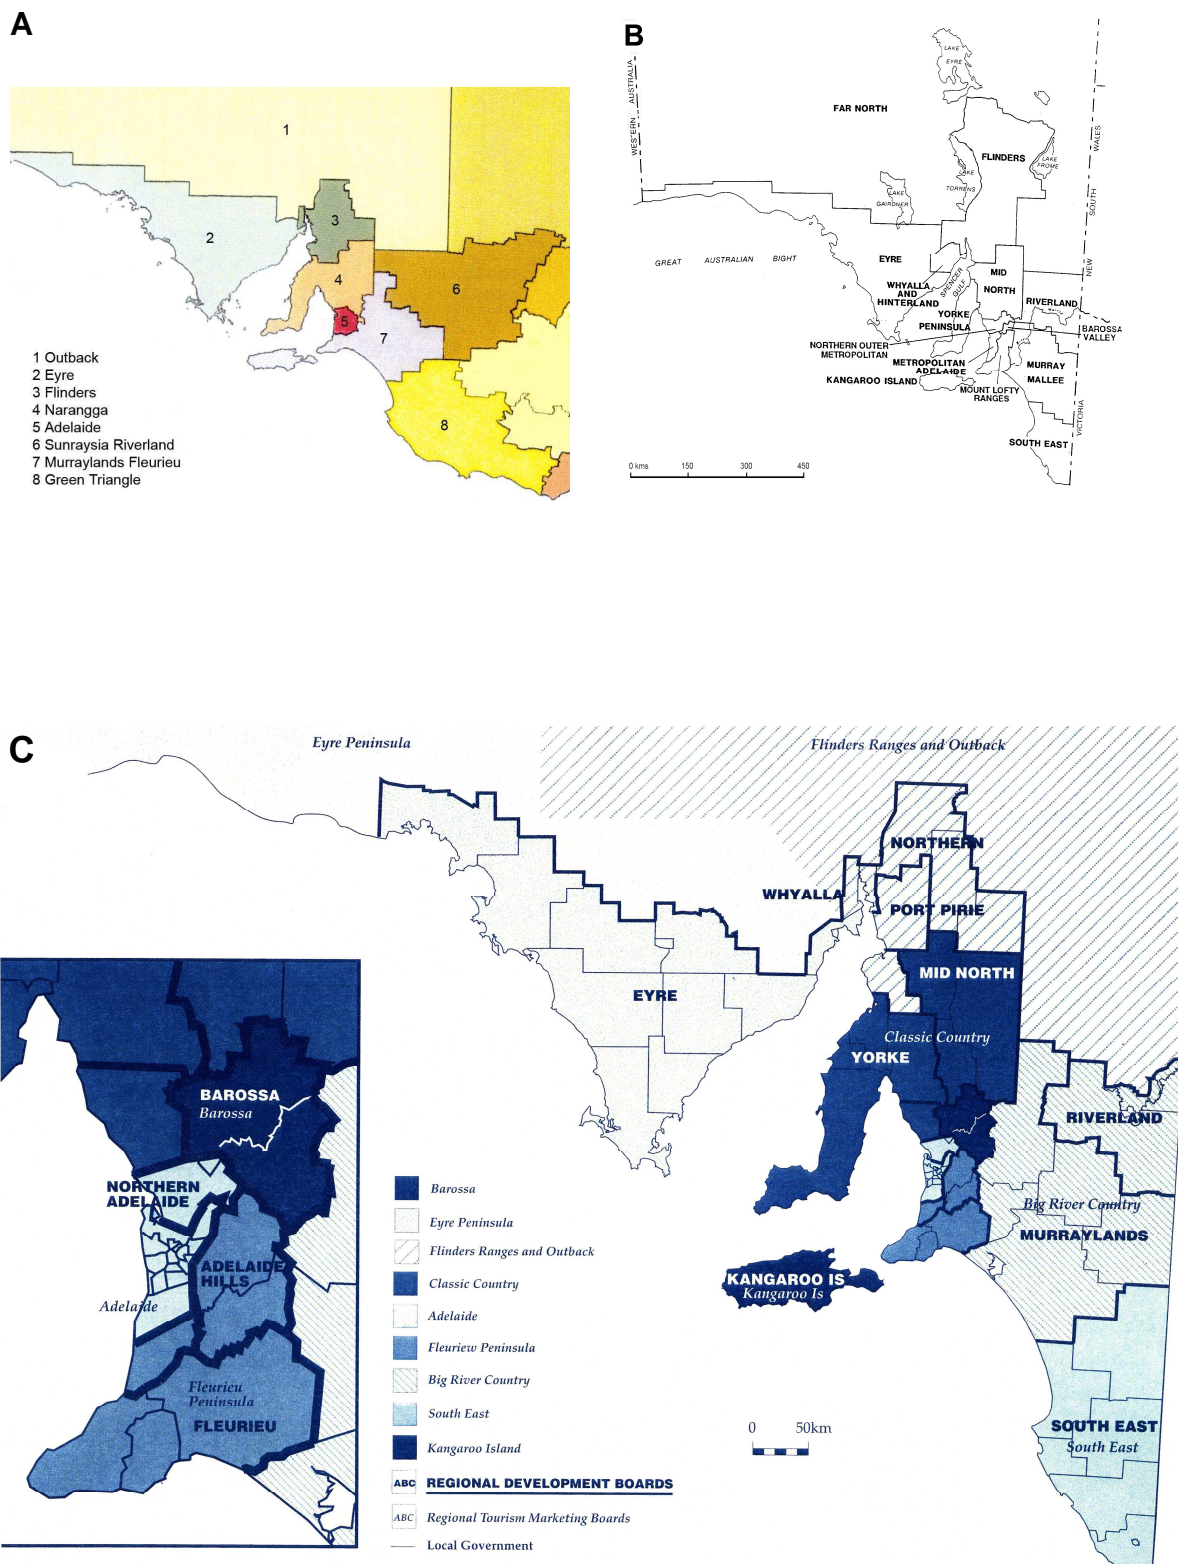 A
1
2
3
4
5
6
7
8
1 Outback
2 Eyre
3 Flinders
4 Narangga
5 Adelaide
6 Sunraysia Riverland
7 Murraylands Fleurieu
8 Green Triangle
B
WESTERN AUSTRALIA
LAKE
EYRE
FAR NORTH
SOUTH
WALES
FLINDERS
LAKE
FROME
LAKE
TORRENS
LAKE
GAIRDNER
NEW
GREAT AUSTRALIAN BIGHT
EYRE
SPENCER
GULF
MID
NORTH
WHYALLA
AND
HINTERLAND
RIVERLAND
YORKE
PENINSULA
BAROSSA
VALLEY
NORTHERN OUTER
METROPOLITAN
METROPOLITAN
ADELAIDE
MURRAY
MALLEE
KANGAROO ISLAND
MOUNT LOFTY
RANGES
VICTORIA
SOUTH EAST
0 kms 150 300 450
C
Eyre Peninsula
Flinders Ranges and Outback
NORTHERN
WHYALLA
PORT PIRIE
MID NORTH
EYRE
Classic Country
YORKE
RIVERLAND
Big River Country
MURRAYLANDS
KANGAROO IS
Kangaroo Is
SOUTH EAST
South East
0 50km
BAROSSA
Barossa
NORTHERN
ADELAIDE
ADELAIDE
HILLS
Adelaide
Fleurieu
Peninsula
FLEURIEU
Barossa
Eyre Peninsula
Flinders Ranges and Outback
Classic Country
Adelaide
Fleuriew Peninsula
Big River Country
South East
Kangaroo Island
ABC REGIONAL DEVELOPMENT BOARDS
ABC Regional Tourism Marketing Boards
Local Government